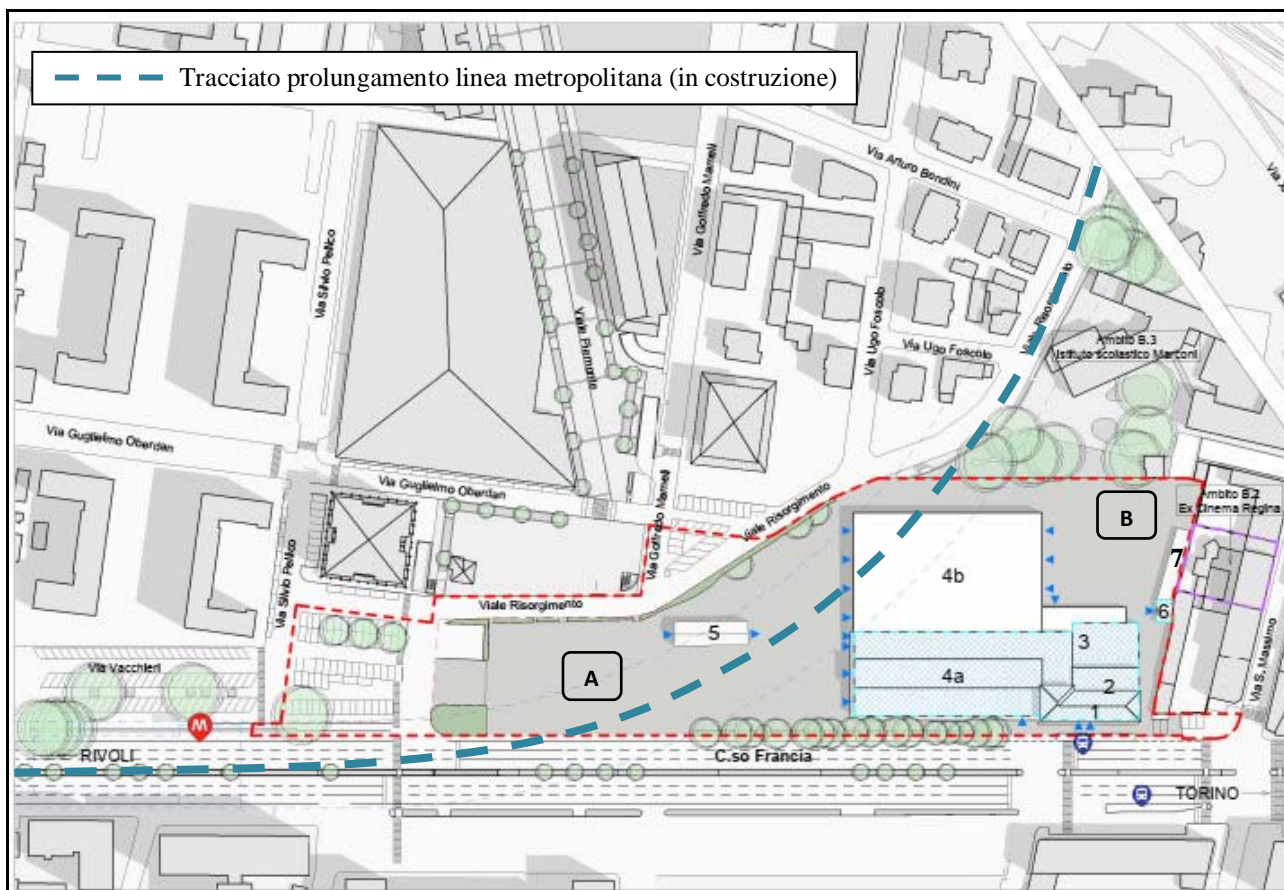 Tracciato prolungamento linea metropolitana (in costruzione)
Via Arturo Bendini
Via Silvio Pellico
Via Goffredo Mameli
Viale Piemonte
Via Ugo Foscolo
Via Ugo Foscolo
Viale Risorgimento
Ambito B.3
Istituto scolastico Marconi
Via Guglielmo Oberdan
Via Guglielmo Oberdan
Viale Risorgimento
Ambito B.2
Ex Cinema Regina
B
7
4b
Via Goffredo Mameli
Via Silvio Pellico
Viale Risorgimento
6
5
3
Via Vacchieri
A
4a
2
1
Via S. Massimo
M
RIVOLI
C.so Francia
TORINO